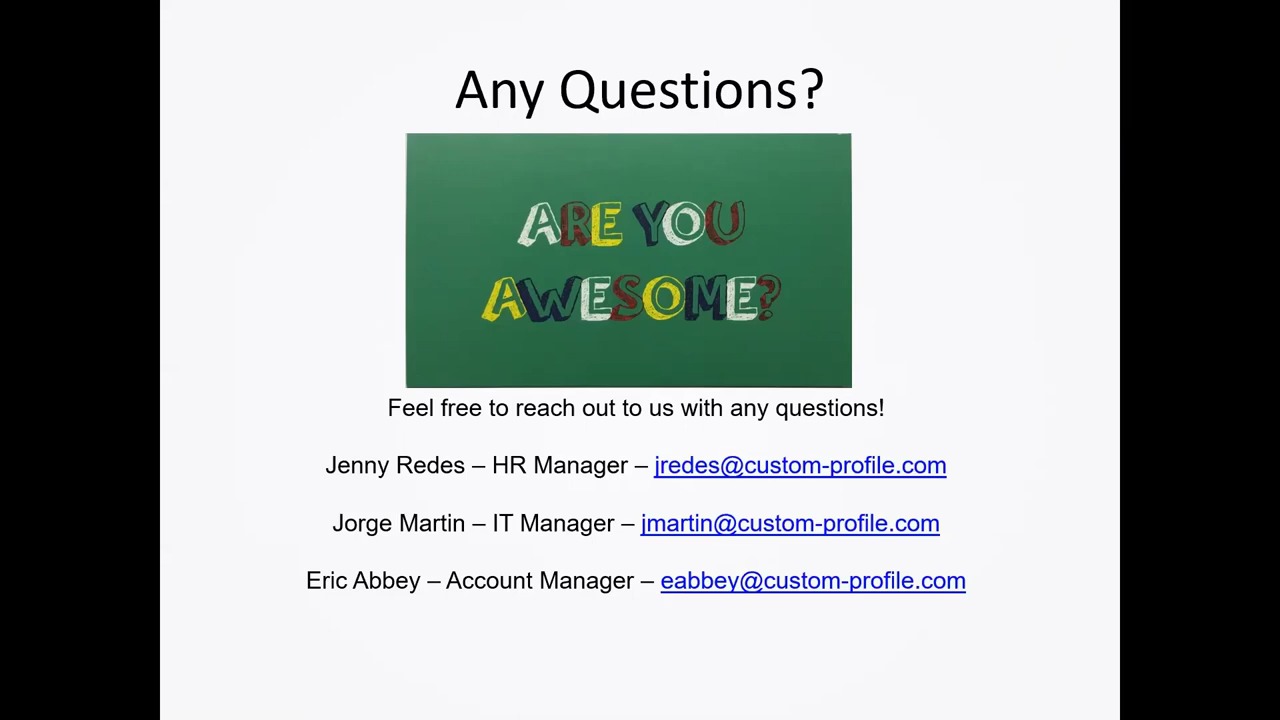 Any Questions?
ARE YOU
AWESOME?
Feel free to reach out to us with any questions!
Jenny Redes – HR Manager – jredes@custom-profile.com
Jorge Martin – IT Manager – jmartin@custom-profile.com
Eric Abbey – Account Manager – eabbey@custom-profile.com